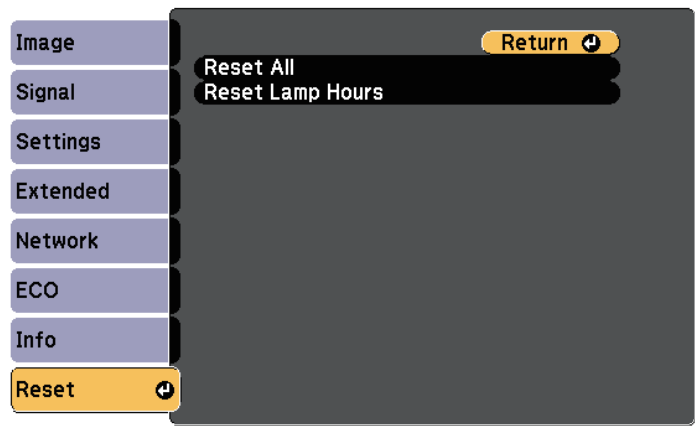 Image
Signal
Settings
Extended
Network
ECO
Info
Reset
Return
Reset All
Reset Lamp Hours